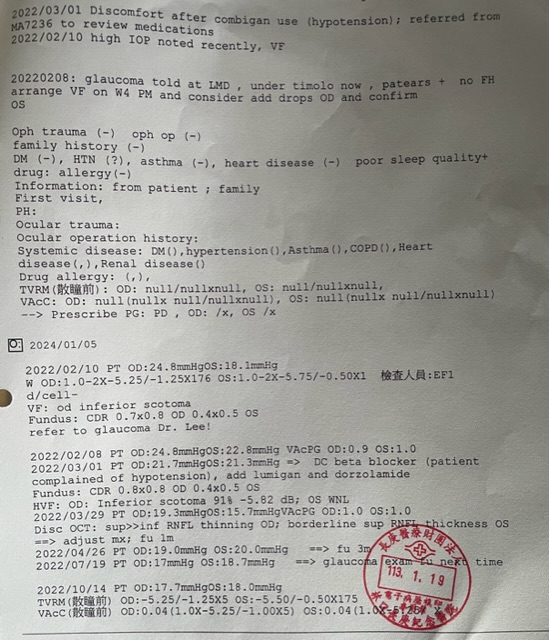 2022/03/01 Discomfort after combigan use (hypotension); referred from
MA7236 to review medications
2022/02/10 high IOP noted recently, VF
20220208: glaucoma told at LMD , under timolo now , patears + no FH
arrange VF on W4 PM and consider add drops OD and confirm
OS
Oph trauma (-) oph op (-)
family history (-)
DM (-), HTN (?), asthma (-), heart disease (-) poor sleep quality+
drug: allergy(-)
Information: from patient ; family
First visit,
PH:
Ocular trauma:
Ocular operation history:
Systemic disease: DM(),hypertension(),Asthma(),COPD(),Heart
disease(,),Renal disease()
Drug allergy: (,),
TVRM(散瞳前): OD: null/nullxnull, OS: null/nullxnull,
VAcC: OD: null(nullx null/nullxnull), OS: null(nullx null/nullxnull)
--> Prescribe PG: PD , OD: /x, OS /x
O: 2024/01/05
2022/02/10 PT OD:24.8mmHgOS:18.1mmHg
W OD:1.0-2X-5.25/-1.25X176 OS:1.0-2X-5.75/-0.50X1 檢查人員:EF1
d/cell-
VF: od inferior scotoma
Fundus: CDR 0.7x0.8 OD 0.4x0.5 OS
refer to glaucoma Dr. Lee!
2022/02/08 PT OD:24.8mmHgOS:22.8mmHg VAcPG OD:0.9 OS:1.0
2022/03/01 PT OD:21.7mmHgOS:21.3mmHg => DC beta blocker (patient
complained of hypotension), add lumigan and dorzolamide
Fundus: CDR 0.8x0.8 OD 0.4x0.5 OS
HVF: OD: Inferior scotoma 91% -5.82 dB; OS WNL
2022/03/29 PT OD:19.3mmHgOS:15.7mmHgVAcPG OD:1.0 OS:1.0
Disc OCT: sup>>inf RNFL thinning OD; borderline sup RNFL thickness OS
==> adjust mx; fu 1m
2022/04/26 PT OD:19.0mmHg OS:20.0mmHg ==> fu 3m
2022/07/19 PT OD:17mmH OS:18.7mmHg ==> glaucoma exam fu next time
2022/10/14 PT OD:17.7mmHg OS:18.0mmHg
TVRM(散瞳前) OD:-5.25/-1.25X5 OS:-5.50/-0.50X175
VAcC(散瞳前) OD:0.04(1.0X-5.25/-1.00X5) OS:0.04(1.0X-5.25/ X
長庚醫療財團法
113. 1. 19